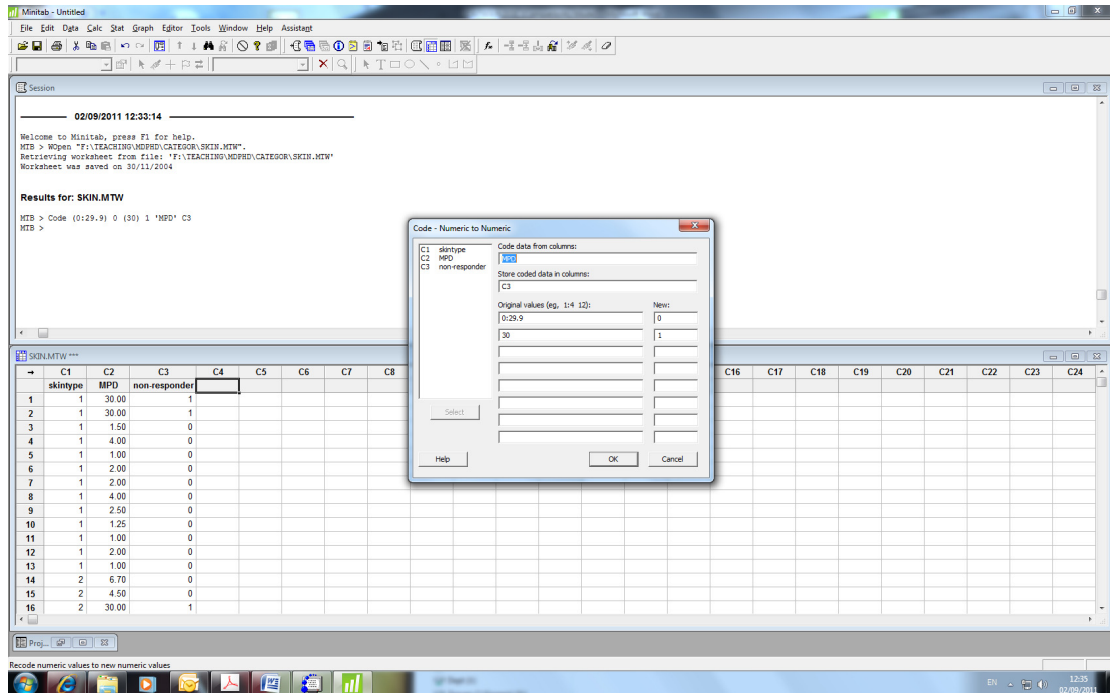 Minitab - Untitled
File Edit Data Calc Stat Graph Editor Tools Window Help Assistant
Session
02/09/2011 12:33:14
Welcome to Minitab, press F1 for help.
MTB > WOpen "F:\TEACHING\MDPHD\CATEGOR\SKIN.MTW".
Retrieving worksheet from file: 'F:\TEACHING\MDPHD\CATEGOR\SKIN.MTW'
Worksheet was saved on 30/11/2004
Results for: SKIN.MTW
MTB > Code (0:29.9) 0 (30) 1 'MPD' C3
MTB >
Code - Numeric to Numeric
C1 skintype
C2 MPD
C3 non-responder
Code data from columns:
MPD
Store coded data in columns:
C3
Original values (eg, 1:4 12): New:
0:29.9 0
30 1
Select
Help OK Cancel
SKIN.MTW ***
C1 C2 C3 C4 C5 C6 C7 C8 C16 C17 C18 C19 C20 C21 C22 C23 C24
skintype MPD non-responder
1 1 30.00 1
2 1 30.00 1
3 1 1.50 0
4 1 4.00 0
5 1 1.00 0
6 1 2.00 0
7 1 2.00 0
8 1 4.00 0
9 1 2.50 0
10 1 1.25 0
11 1 1.00 0
12 1 2.00 0
13 1 1.00 0
14 2 6.70 0
15 2 4.50 0
16 2 30.00 1
Proj...
Recode numeric values to new numeric values
EN 12:35
02/09/2011